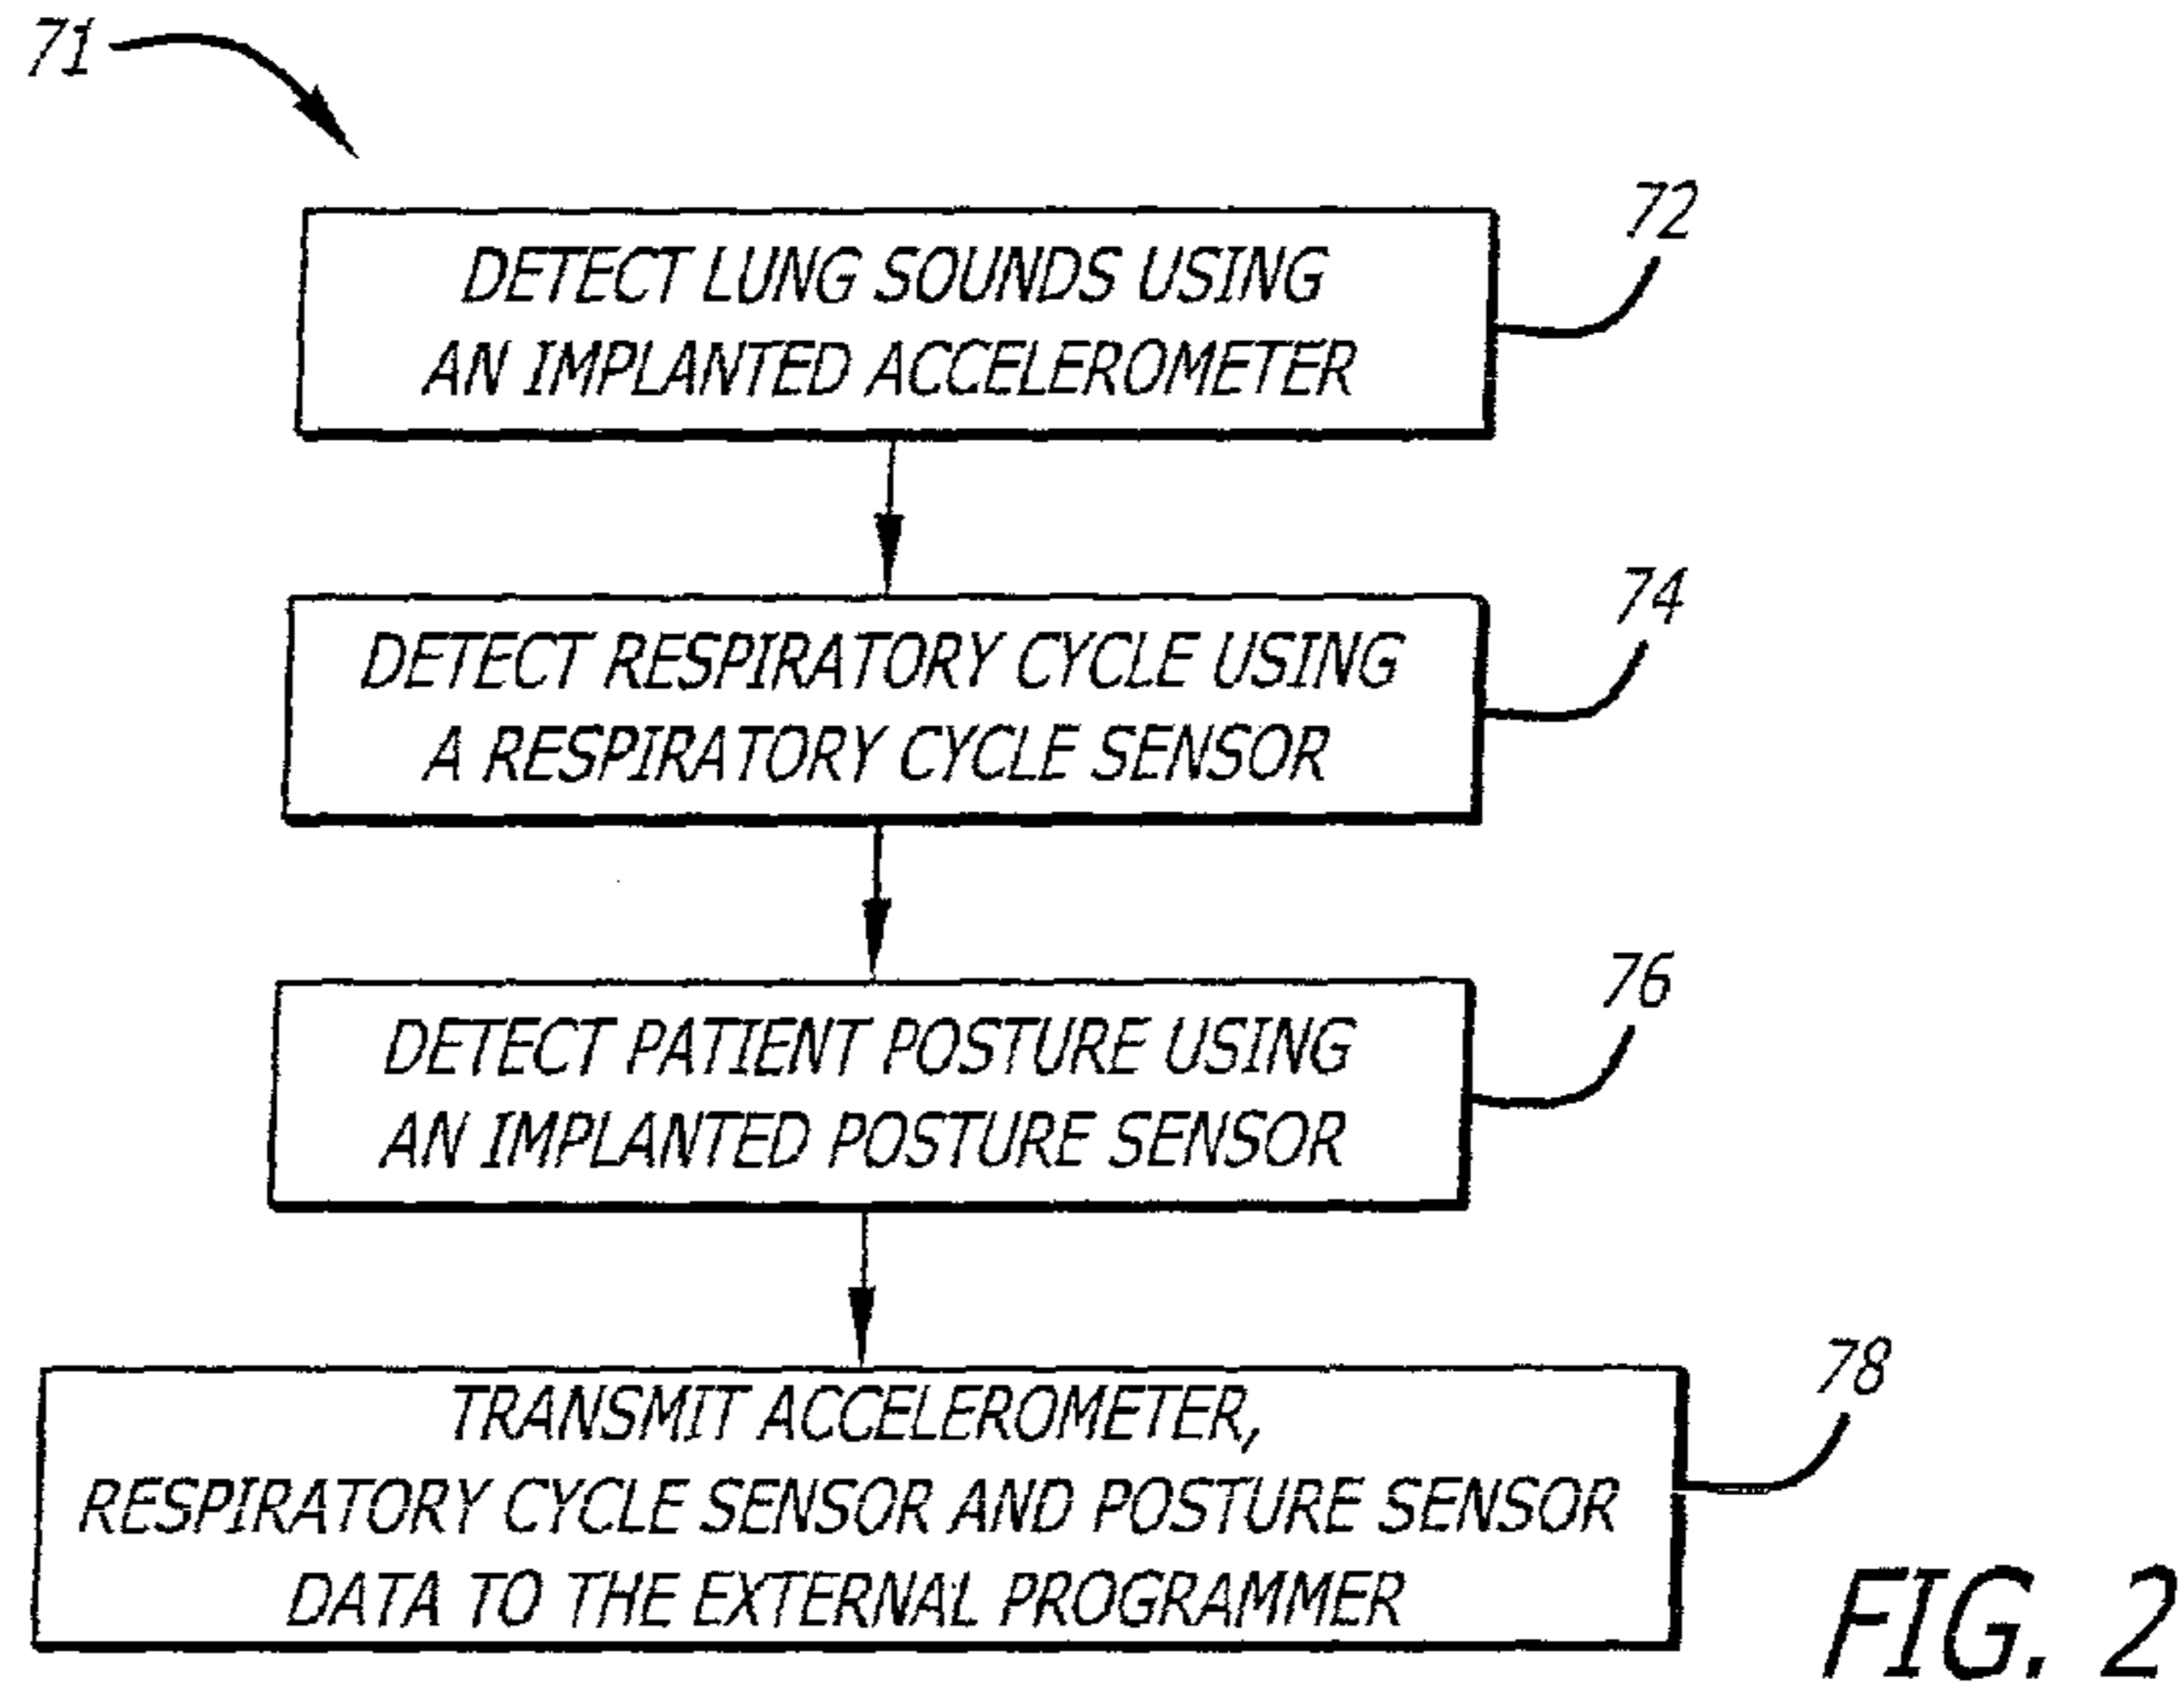 71
72
DETECT LUNG SOUNDS USING
AN IMPLANTED ACCELEROMETER
74
DETECT RESPIRATORY CYCLE USING
A RESPIRATORY CYCLE SENSOR
76
DETECT PATIENT POSTURE USING
AN IMPLANTED POSTURE SENSOR
78
TRANSMIT ACCELEROMETER,
RESPIRATORY CYCLE SENSOR AND POSTURE SENSOR
DATA TO THE EXTERNAL PROGRAMMER
FIG. 2